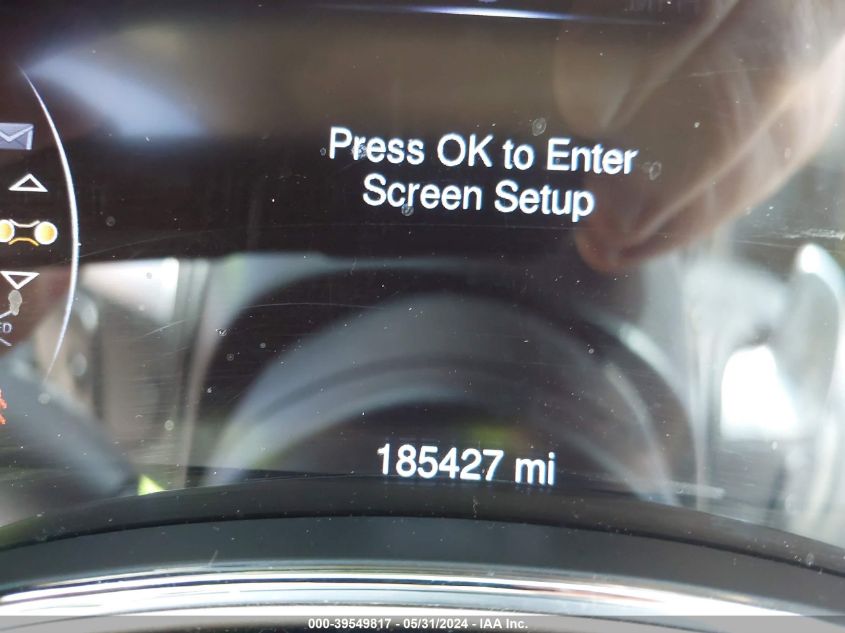 Press OK to Enter
Screen Setup
185427 mi
000-39549817 - 05/31/2024 - IAA Inc.